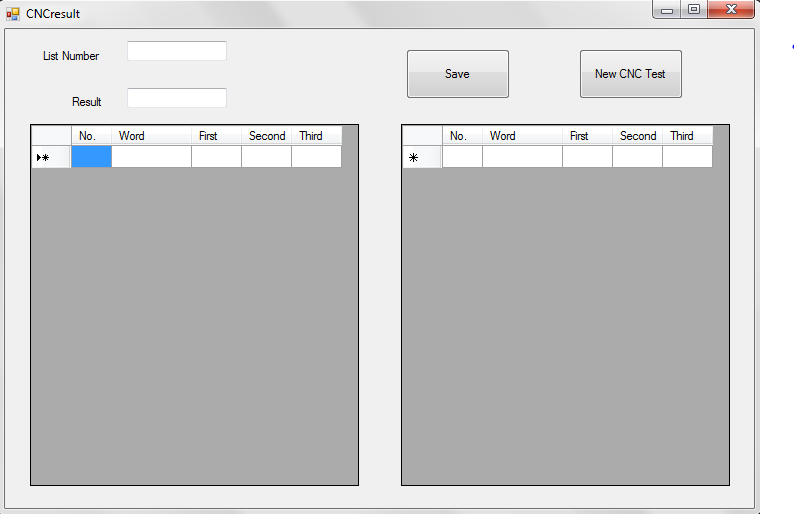 CNCresult
List Number
Save
New CNC Test
Result
No. Word First Second Third
No. Word First Second Third